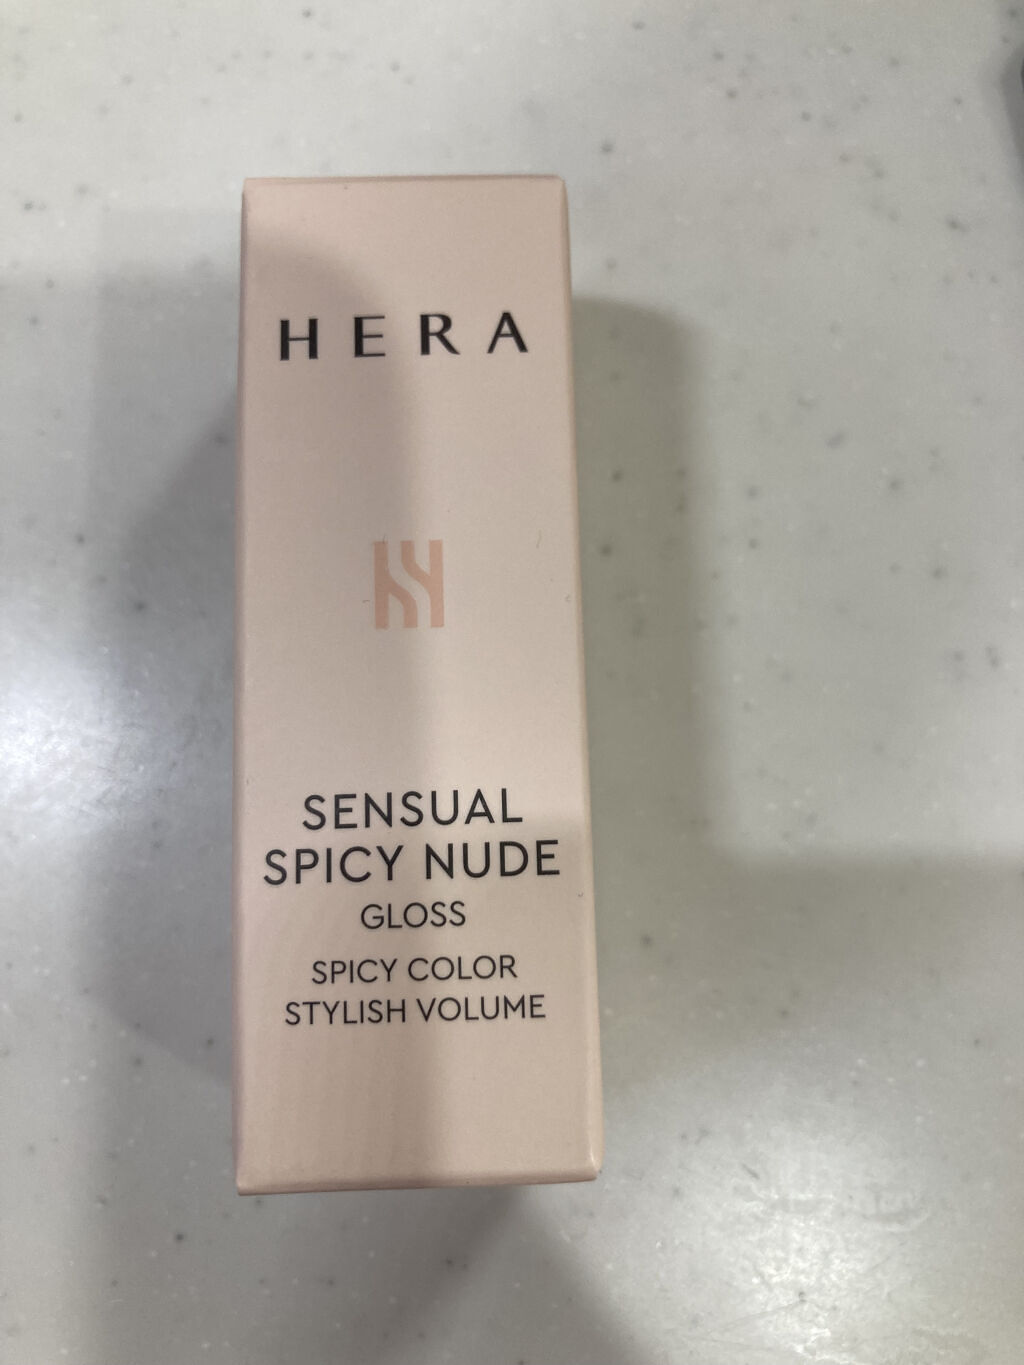 HERA
SENSUAL
SPICY NUDE
GLOSS
SPICY COLOR
STYLISH VOLUME